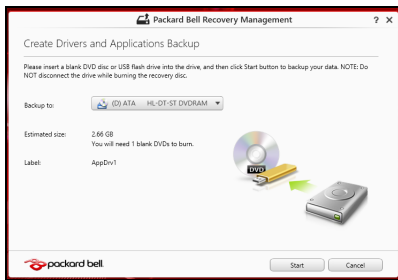 Packard Bell Recovery Management
? ×
Create Drivers and Applications Backup
Please insert a blank DVD disc or USB flash drive into the drive, and then click Start button to backup your data. NOTE: Do
NOT disconnect the drive while burning the recovery disc.
Backup to: (D) ATA HL-DT-ST DVDRAM
Estimated size: 2.66 GB
You will need 1 blank DVDs to burn.
Label: AppDrv1
DVD
packard bell
Start Cancel